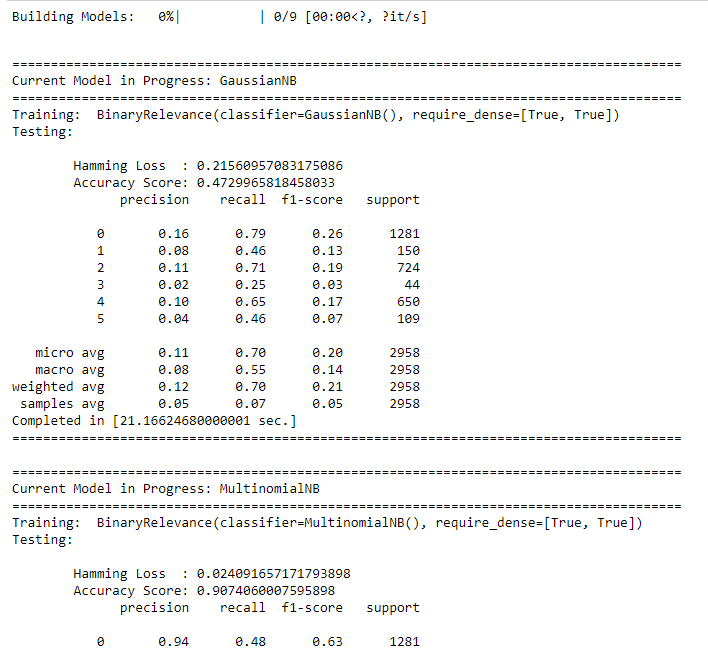 Building Models:   0%|          | 0/9 [00:00<?, ?it/s]
=======================================================================================
Current Model in Progress: GaussianNB
=======================================================================================
Training:  BinaryRelevance(classifier=GaussianNB(), require_dense=[True, True])
Testing:
Hamming Loss  : 0.21560957083175086
Accuracy Score: 0.4729965818458033
precision    recall  f1-score   support
0       0.16      0.79      0.26      1281
1       0.08      0.46      0.13       150
2       0.11      0.71      0.19       724
3       0.02      0.25      0.03        44
4       0.10      0.65      0.17       650
5       0.04      0.46      0.07       109
micro avg       0.11      0.70      0.20      2958
macro avg       0.08      0.55      0.14      2958
weighted avg       0.12      0.70      0.21      2958
samples avg       0.05      0.07      0.05      2958
Completed in [21.16624680000001 sec.]
=======================================================================================
=======================================================================================
Current Model in Progress: MultinomialNB
=======================================================================================
Training:  BinaryRelevance(classifier=MultinomialNB(), require_dense=[True, True])
Testing:
Hamming Loss  : 0.024091657171793898
Accuracy Score: 0.9074060007595898
precision    recall  f1-score   support
0       0.94      0.48      0.63      1281